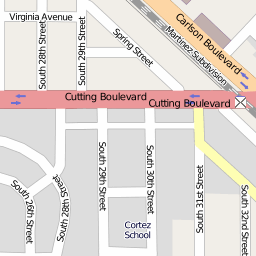 Virginia Avenue
Carlson Boulevard
South 28th Street
South 29th Street
Spring Street
Martinez Subdivision
Cutting Boulevard
Cutting Boulevard
South 26th Street
South 28th Street
South 29th Street
South 30th Street
South 31st Street
South 32nd Street
Cortez
School